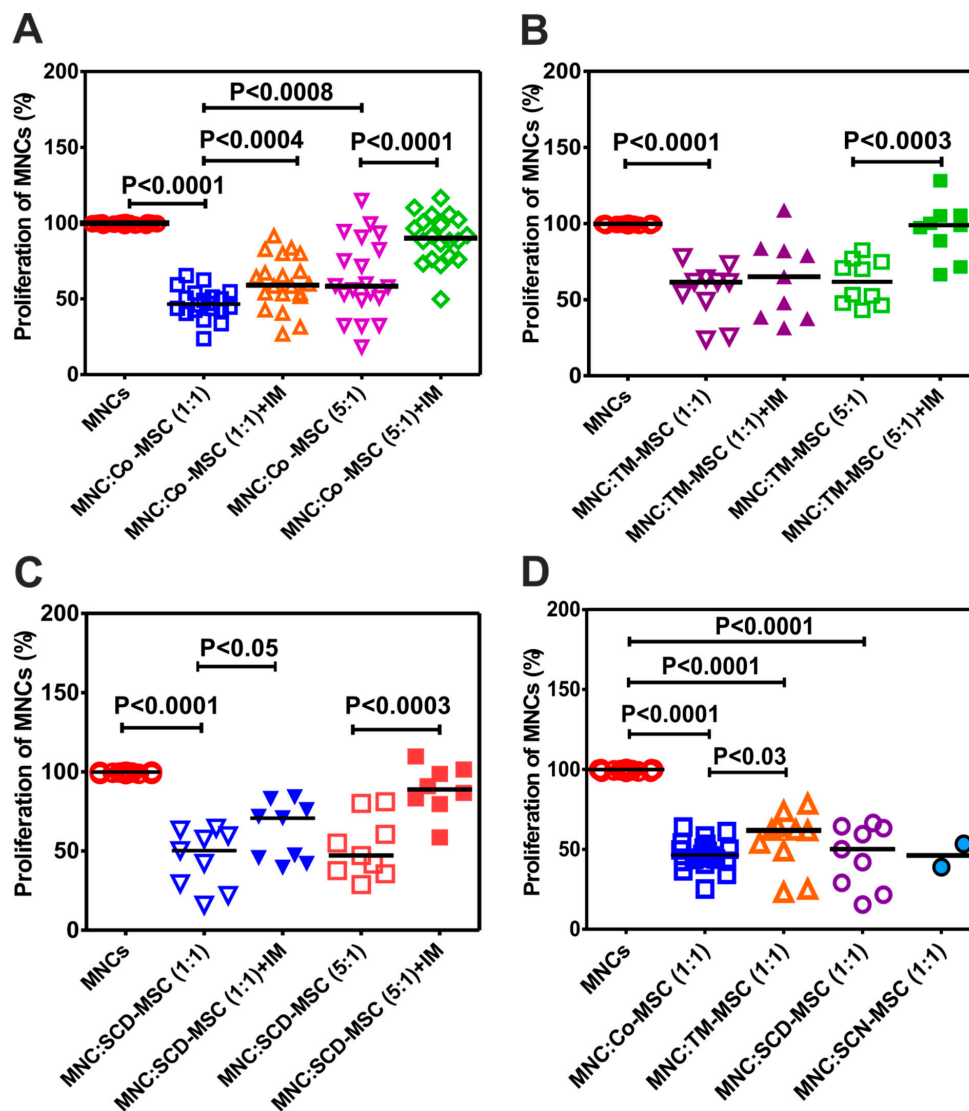 A
Proliferation of MNCs (%)
200
150
100
50
0
P<0.0008
P<0.0004
P<0.0001
P<0.0001
MNCs
MNC:Co -MSC (1:1)
MNC:Co -MSC (1:1)+IM
MNC:Co -MSC (5:1)
MNC:Co -MSC (5:1)+IM
B
Proliferation of MNCs (%)
200
150
100
50
0
P<0.0001
P<0.0003
MNCs
MNC:TM-MSC (1:1)
MNC:TM-MSC (1:1)+IM
MNC:TM-MSC (5:1)
MNC:TM-MSC (5:1)+IM
C
Proliferation of MNCs (%)
200
150
100
50
0
P<0.05
P<0.0001
P<0.0003
MNCs
MNC:SCD-MSC (1:1)
MNC:SCD-MSC (1:1)+IM
MNC:SCD-MSC (5:1)
MNC:SCD-MSC (5:1)+IM
D
Proliferation of MNCs (%)
200
150
100
50
0
P<0.0001
P<0.0001
P<0.0001
P<0.03
MNCs
MNC:Co-MSC (1:1)
MNC:TM-MSC (1:1)
MNC:SCD-MSC (1:1)
MNC:SCN-MSC (1:1)